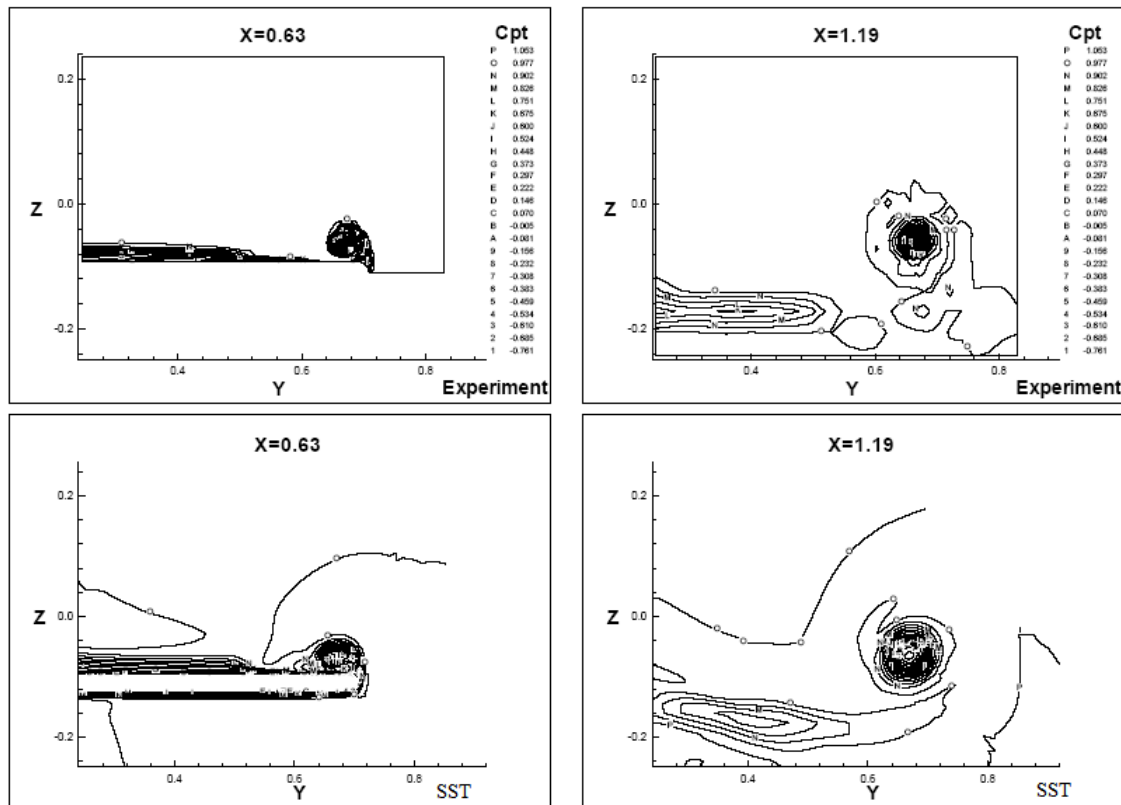 X=0.63
Cpt
P 1.053
O 0.977
N 0.902
M 0.826
L 0.751
K 0.675
J 0.600
I 0.524
H 0.448
G 0.373
F 0.297
E 0.222
D 0.146
C 0.070
B -0.005
A -0.081
9 -0.156
8 -0.232
7 -0.308
6 -0.383
5 -0.459
4 -0.534
3 -0.610
2 -0.685
1 -0.761
0.2
0.0
-0.2
Z
0.4
0.6
0.8
Y
Experiment
X=1.19
Cpt
P 1.053
O 0.977
N 0.902
M 0.826
L 0.751
K 0.675
J 0.600
I 0.524
H 0.448
G 0.373
F 0.297
E 0.222
D 0.146
C 0.070
B -0.005
A -0.081
9 -0.156
8 -0.232
7 -0.308
6 -0.383
5 -0.459
4 -0.534
3 -0.610
2 -0.685
1 -0.761
0.2
0.0
-0.2
Z
0.4
0.6
0.8
Y
Experiment
X=0.63
0.2
0.0
-0.2
Z
0.4
0.6
0.8
Y
SST
X=1.19
0.2
0.0
-0.2
Z
0.4
0.6
0.8
Y
SST